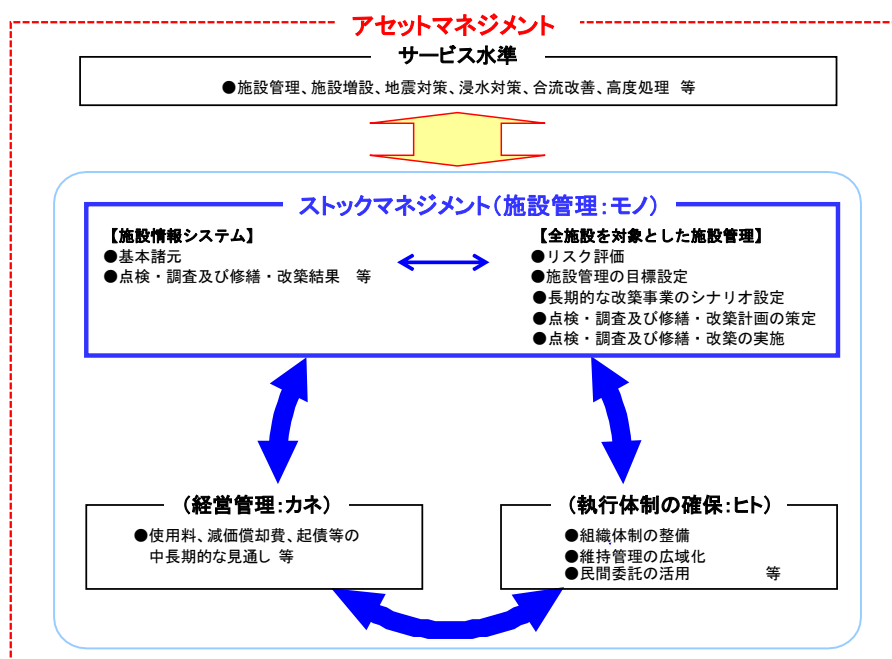 アセットマネジメント
サービス水準
●施設管理、施設増設、地震対策、浸水対策、合流改善、高度処理 等
ストックマネジメント(施設管理:モノ)
【施設情報システム】
●基本諸元
●点検・調査及び修繕・改築結果 等
【全施設を対象とした施設管理】
●リスク評価
●施設管理の目標設定
●長期的な改築事業のシナリオ設定
●点検・調査及び修繕・改築計画の策定
●点検・調査及び修繕・改築の実施
(経営管理:カネ)
●使用料、減価償却費、起債等の
中長期的な見通し 等
(執行体制の確保:ヒト)
●組織体制の整備
●維持管理の広域化
●民間委託の活用 等